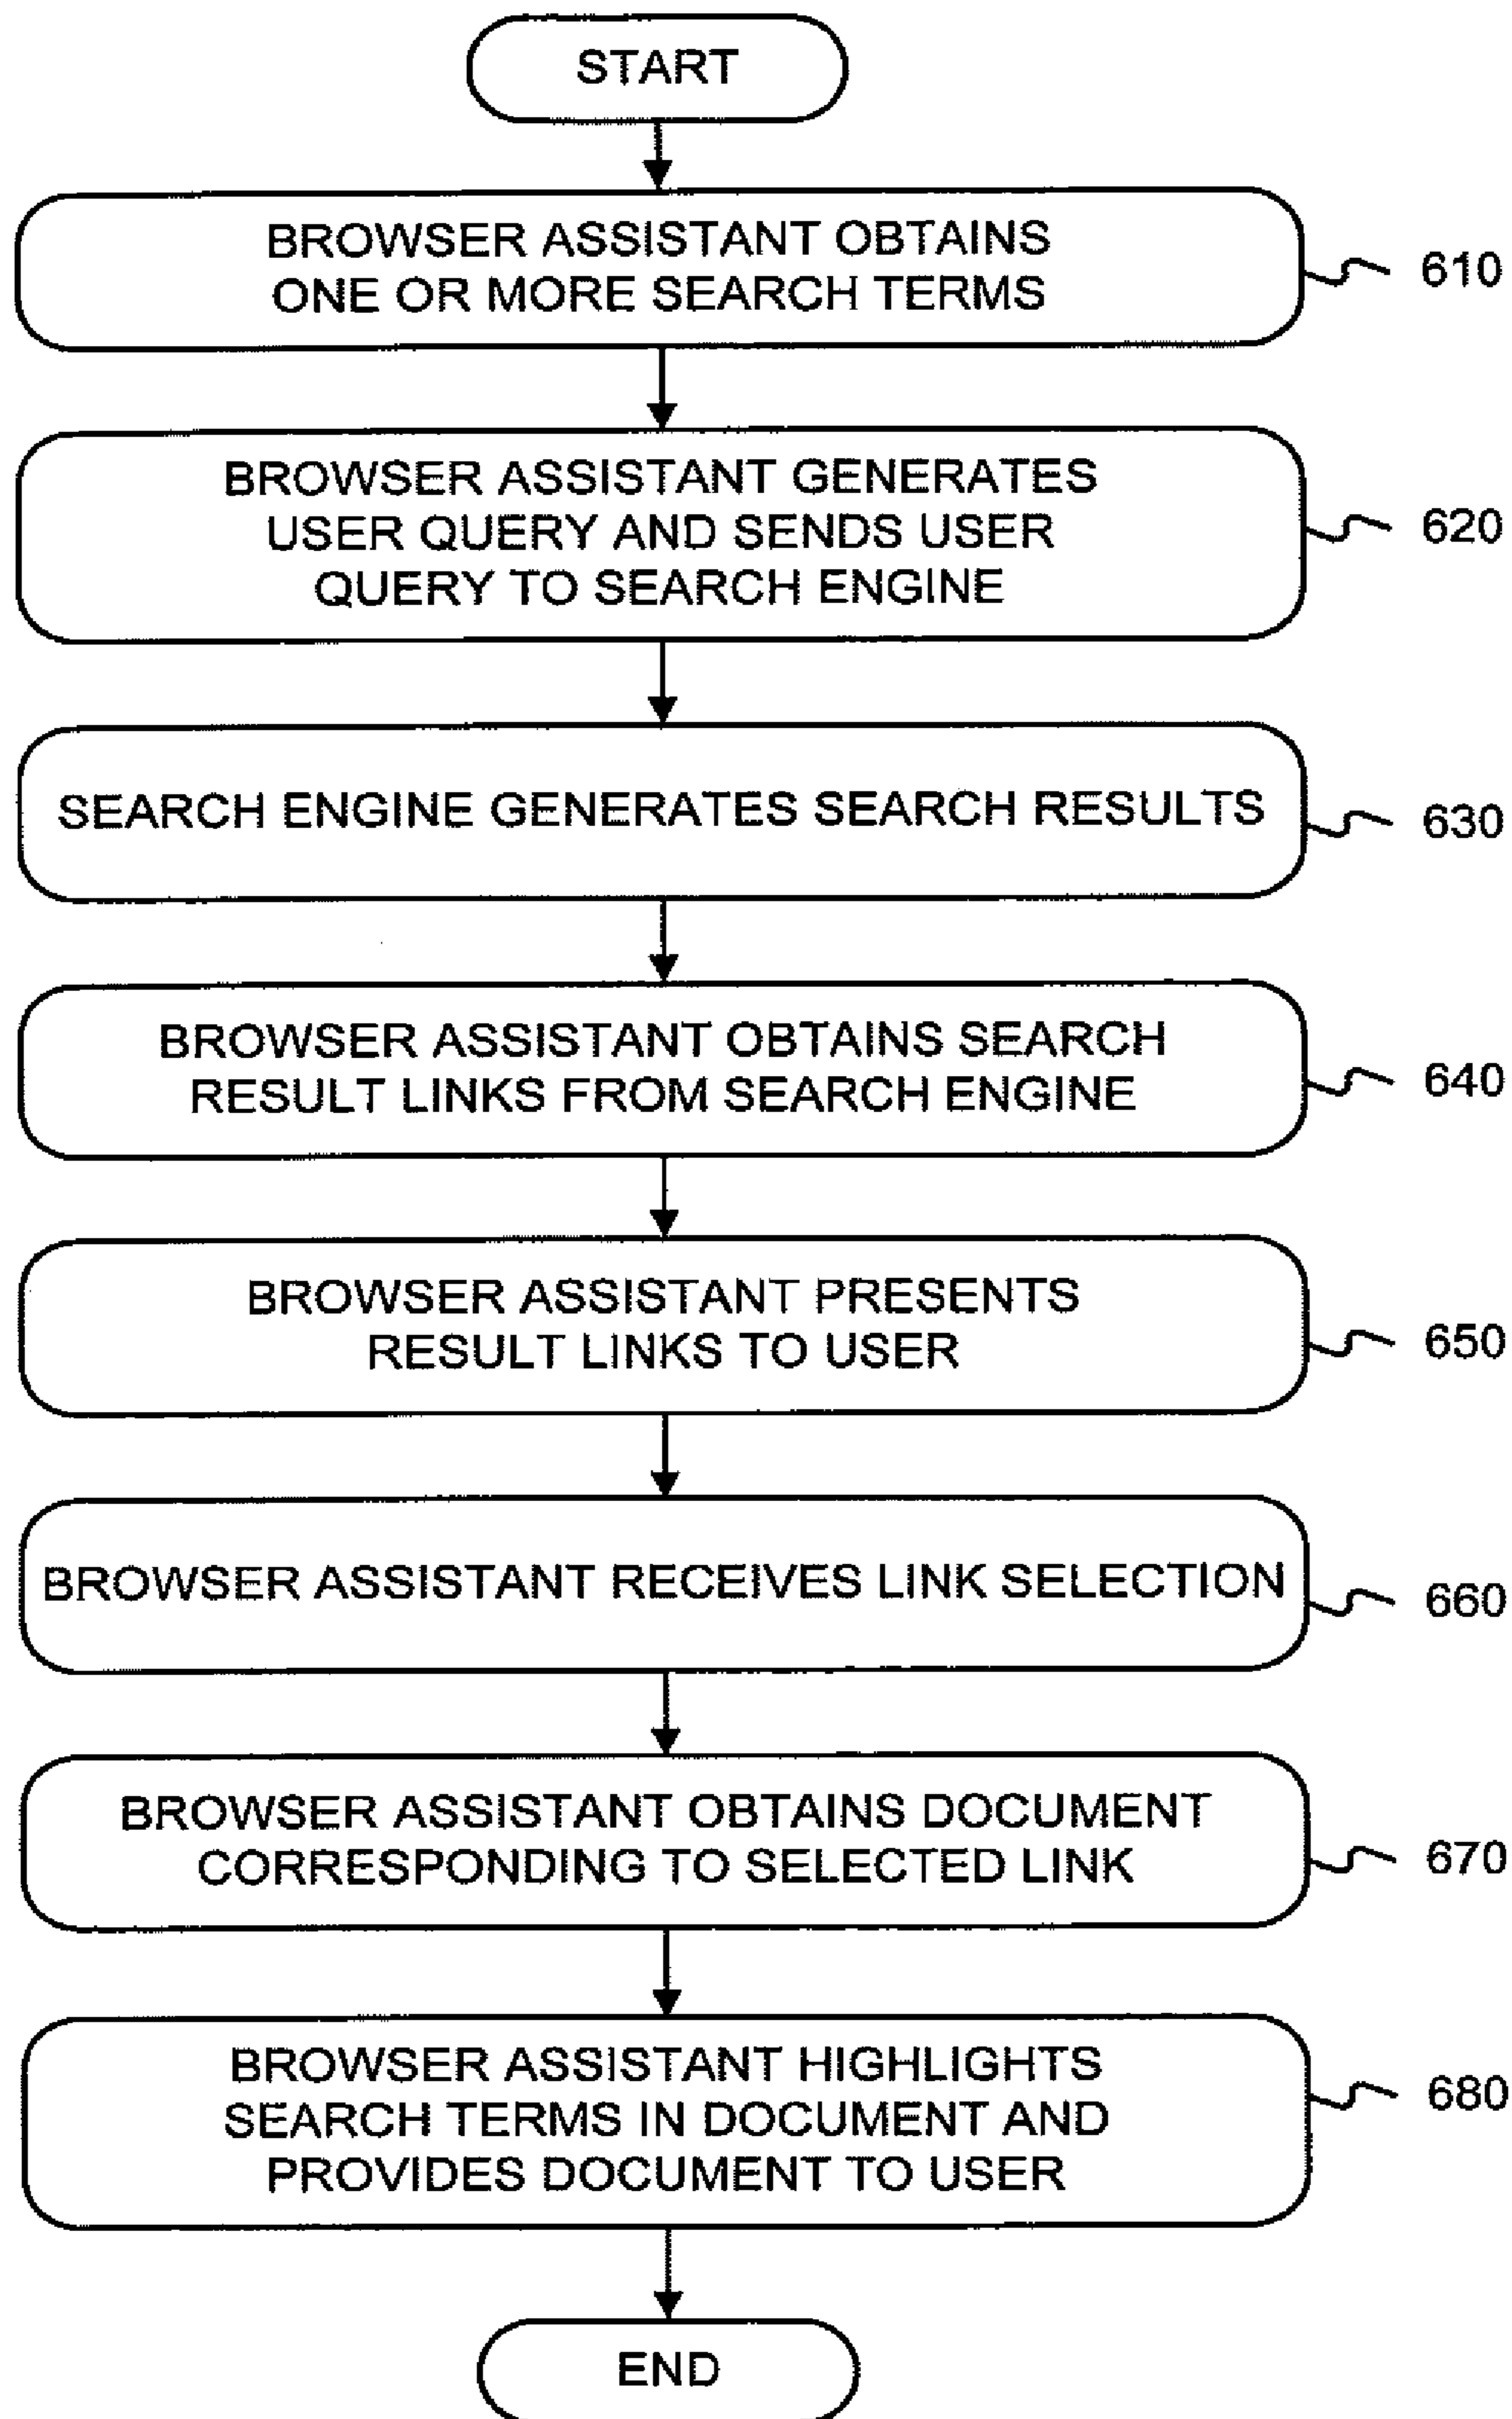 START
BROWSER ASSISTANT OBTAINS
ONE OR MORE SEARCH TERMS
610
BROWSER ASSISTANT GENERATES
USER QUERY AND SENDS USER
QUERY TO SEARCH ENGINE
620
SEARCH ENGINE GENERATES SEARCH RESULTS
630
BROWSER ASSISTANT OBTAINS SEARCH
RESULT LINKS FROM SEARCH ENGINE
640
BROWSER ASSISTANT PRESENTS
RESULT LINKS TO USER
650
BROWSER ASSISTANT RECEIVES LINK SELECTION
660
BROWSER ASSISTANT OBTAINS DOCUMENT
CORRESPONDING TO SELECTED LINK
670
BROWSER ASSISTANT HIGHLIGHTS
SEARCH TERMS IN DOCUMENT AND
PROVIDES DOCUMENT TO USER
680
END